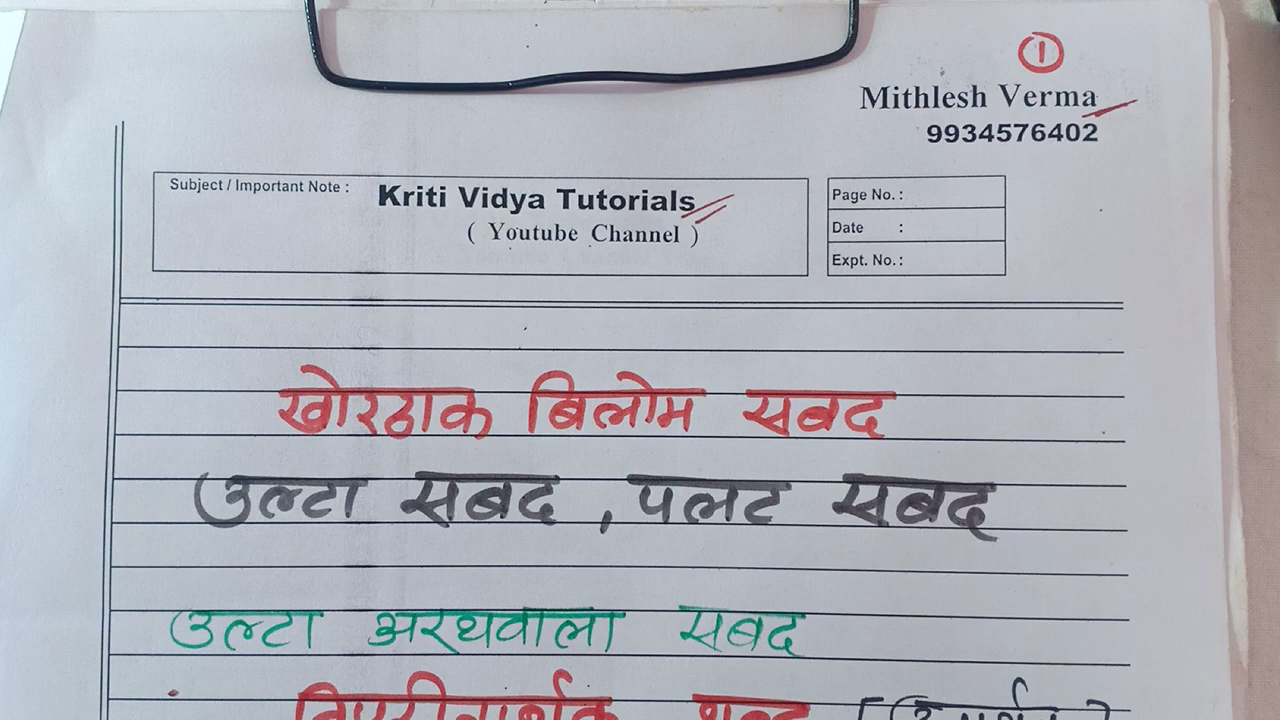 1
Mithlesh Verma
9934576402
Subject / Important Note :
Kriti Vidya Tutorials
( Youtube Channel )
Page No. :
Date :
Expt. No. :
खोरठाक बिलोम सबद
उल्टा सबद , पलट सबद
उल्टा अरथवाला सबद